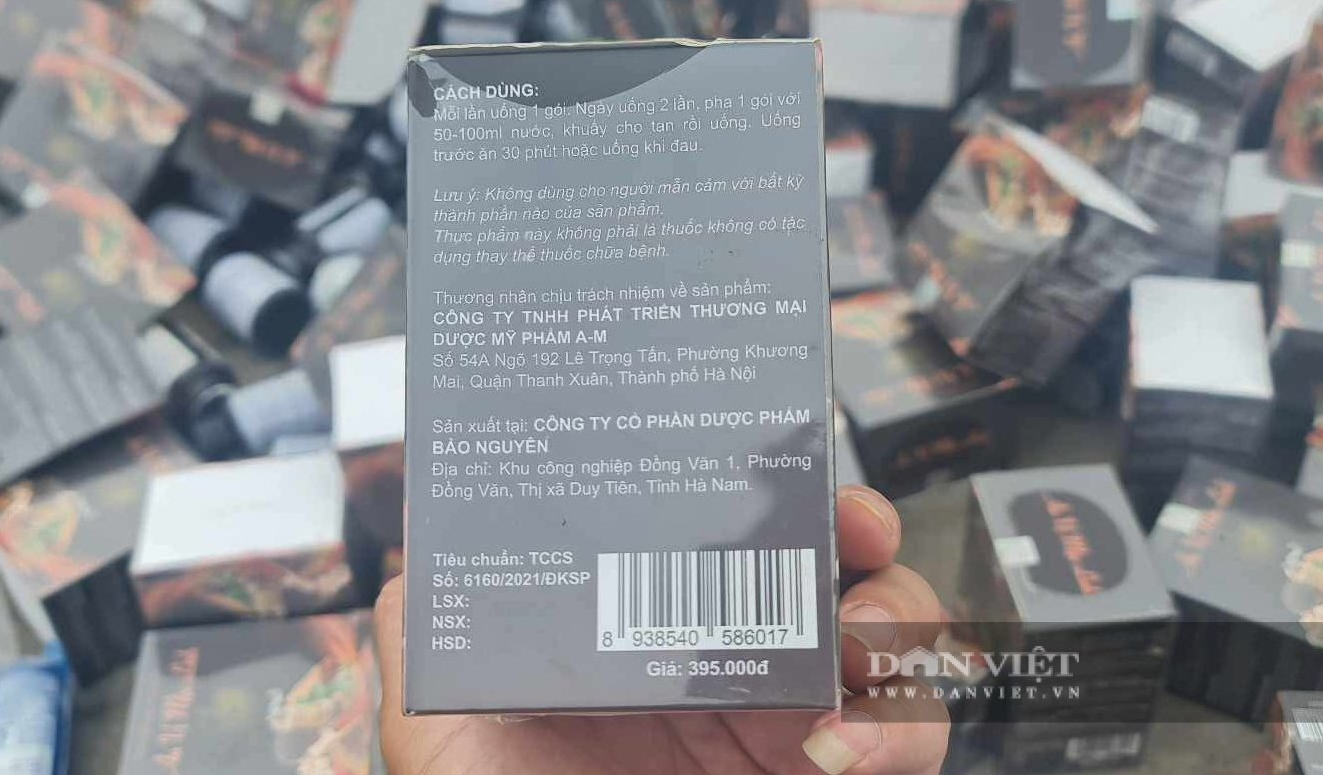 CÁCH DÙNG:
Mỗi lần uống 1 gói. Ngày uống 2 lần, pha 1 gói với
50-100ml nước, khuấy cho tan rồi uống. Uống
trước ăn 30 phút hoặc uống khi đau.
Lưu ý: Không dùng cho người mẫn cảm với bất kỳ
thành phần nào của sản phẩm.
Thực phẩm này không phải là thuốc không có tác
dụng thay thế thuốc chữa bệnh.
Thương nhân chịu trách nhiệm về sản phẩm:
CÔNG TY TNHH PHÁT TRIỂN THƯƠNG MẠI
DƯỢC MỸ PHẨM A-M
Số 54A Ngõ 192 Lê Trọng Tấn, Phường Khương
Mai, Quận Thanh Xuân, Thành phố Hà Nội
Sản xuất tại: CÔNG TY CỔ PHẦN DƯỢC PHẨM
BẢO NGUYÊN
Địa chỉ: Khu công nghiệp Đồng Văn 1, Phường
Đồng Văn, Thị xã Duy Tiên, Tỉnh Hà Nam.
Tiêu chuẩn: TCCS
Số: 6160/2021/ĐKSP
LSX:
NSX:
HSD:
8 938540 586017
Giá: 395.000đ
DÂN VIỆT
WWW.DANVIET.VN